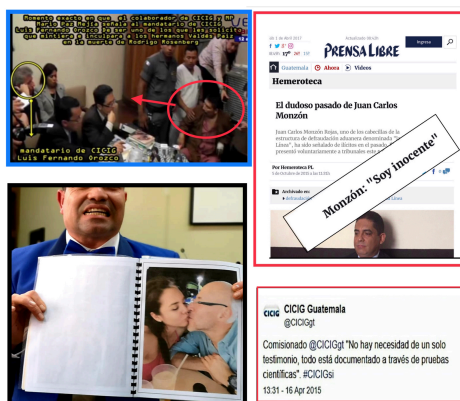 Momento exacto en que el colaborador de CICIG y MP
Mario Paz Mejía señala al mandatario de CICIG
Luis Fernando Orozco De ser uno de los que les solicitó
que mintiera e inculpara a los hermanos Valdés Paiz
en la muerte de Rodrigo Rosenberg
mandatario de CICIG
Luis Fernando Orozco
PRENSA LIBRE
Ingresa
Guatemala Ahora Videos
Hemeroteca
El dudoso pasado de Juan Carlos
Monzón
Juan Carlos Monzón Rojas, uno de los cabecillas de la
estructura de defraudación aduanera denominada "
Línea", ha sido señalado de ilícitos en el pasado.
presentó voluntariamente a tribunales este
Por Hemeroteca PL
Monzón: "Soy inocente"
Archivado en:
CICIG CICIG Guatemala
@CICIGgt
Comisionado @CICIGgt "No hay necesidad de un solo
testimonio, todo está documentado a través de pruebas
científicas". #CICIGsi
13:31 - 16 Apr 2015